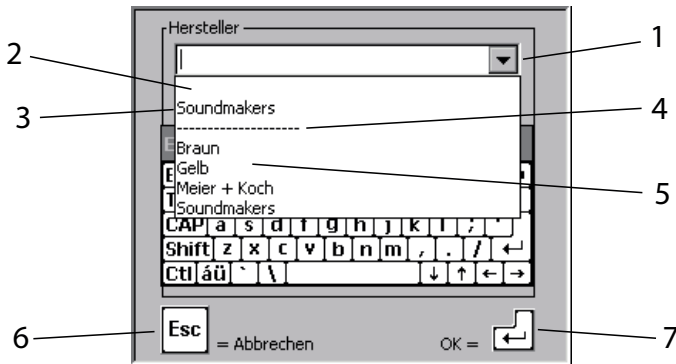 Hersteller
1
2
Soundmakers
3
--------------------
4
Braun
Gelb
5
Meier + Koch
Soundmakers
CAP a s d f g h j k l ; '
Shift z x c v b n m , . / ↵
Ctl áü ` \ ↓ ↑ ← →
6
Esc = Abbrechen
OK = ↵
7